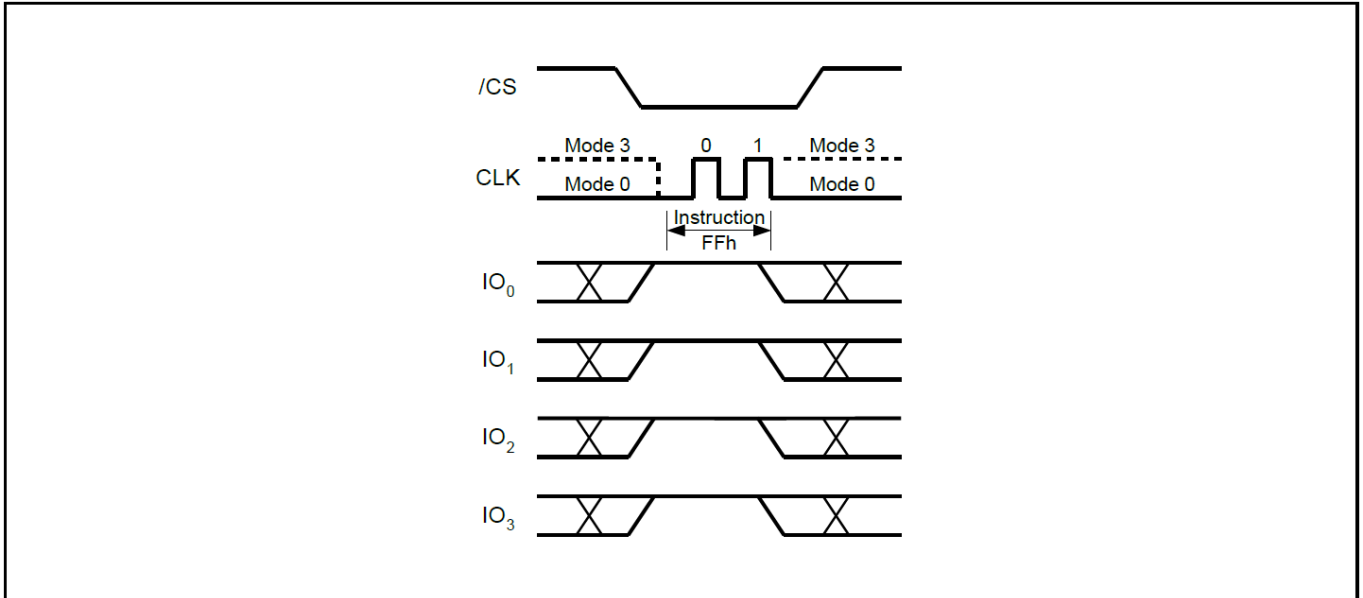 /CS
Mode 3 0 1 Mode 3
CLK
Mode 0 Mode 0
Instruction
FFh
IO0
IO1
IO2
IO3